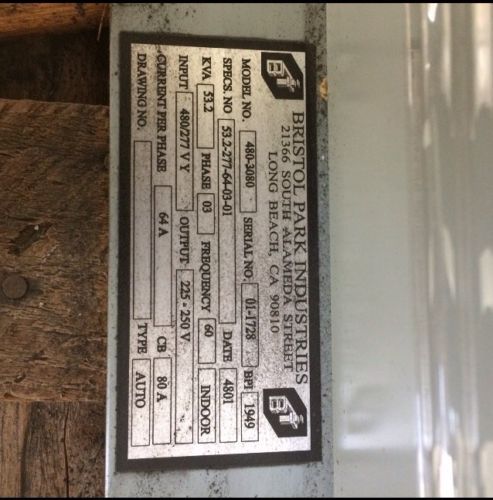 BRISTOL PARK INDUSTRIES
21366 SOUTH ALAMEDA STREET
LONG BEACH, CA 90810
MODEL NO. 480-3080 SERIAL NO. 01-1728 BPI 1949
SPECS. NO 53.2-277-64-03-01 DATE 4801
KVA 53.2 PHASE 03 FREQUENCY 60 INDOOR
INPUT 480/277 V Y OUTPUT 225 - 250 V
CURRENT PER PHASE 64 A CB 80 A
DRAWING NO. TYPE AUTO